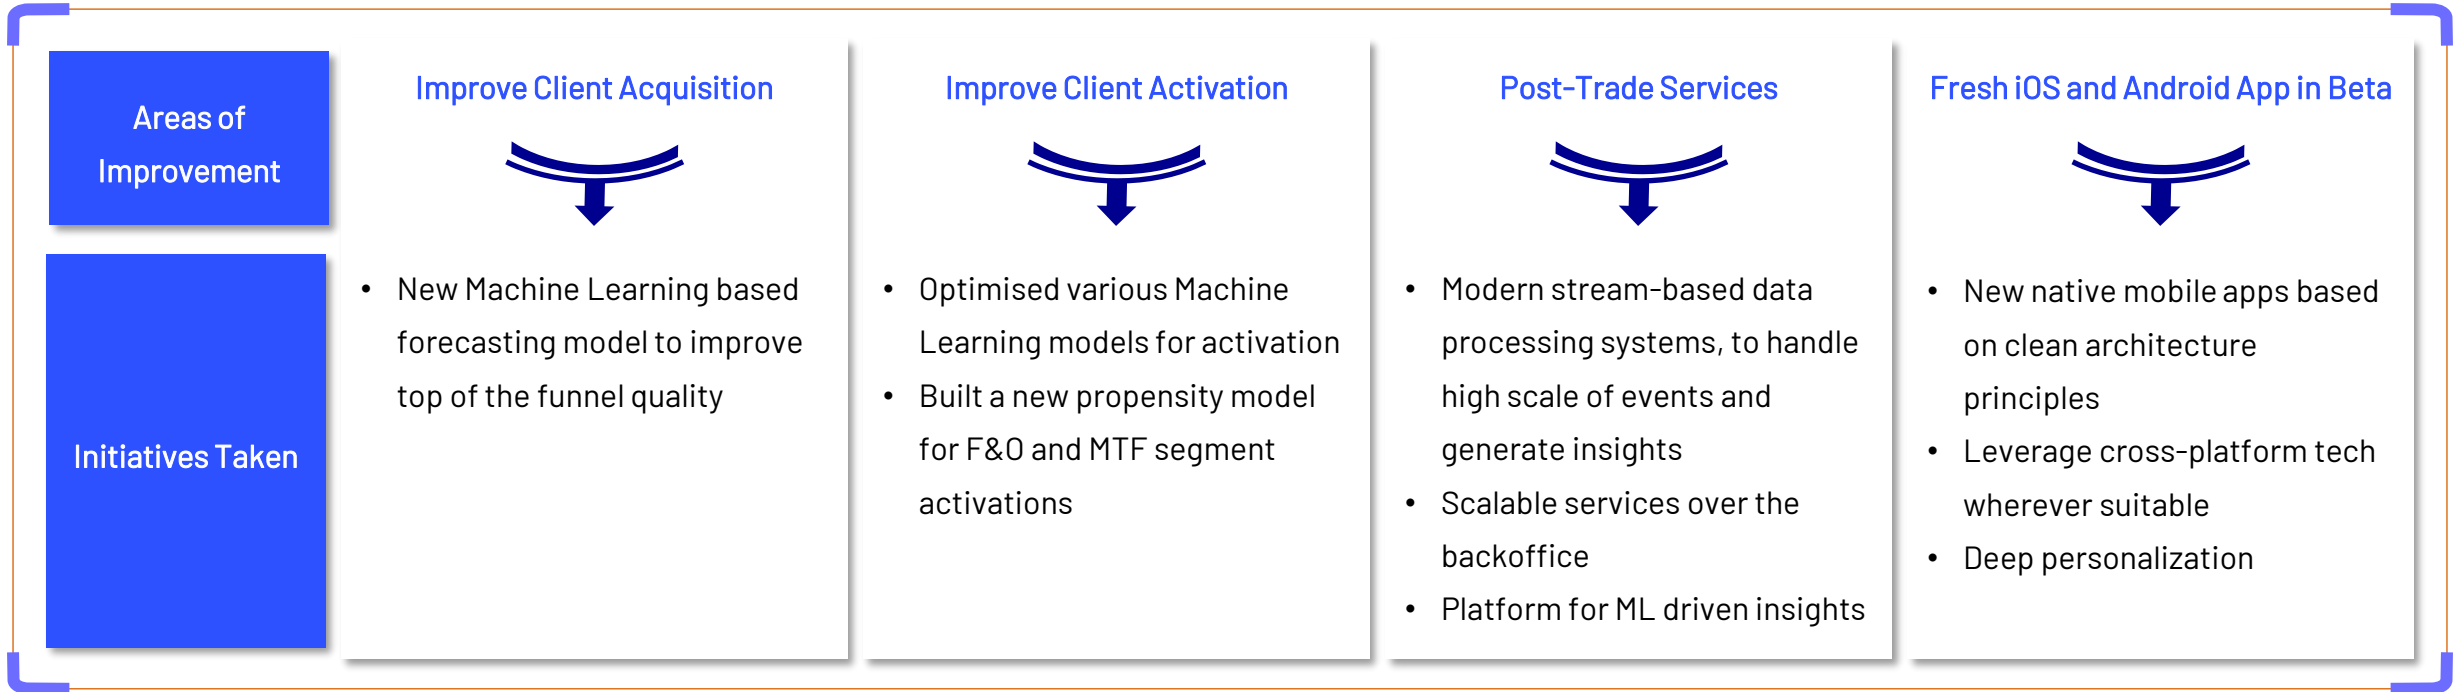 Areas of
Improvement
Improve Client Acquisition
Improve Client Activation
Post-Trade Services
Fresh iOS and Android App in Beta
Initiatives Taken
• New Machine Learning based
forecasting model to improve
top of the funnel quality
• Optimised various Machine
Learning models for activation
• Built a new propensity model
for F&O and MTF segment
activations
• Modern stream-based data
processing systems, to handle
high scale of events and
generate insights
• Scalable services over the
backoffice
• Platform for ML driven insights
• New native mobile apps based
on clean architecture
principles
• Leverage cross-platform tech
wherever suitable
• Deep personalization